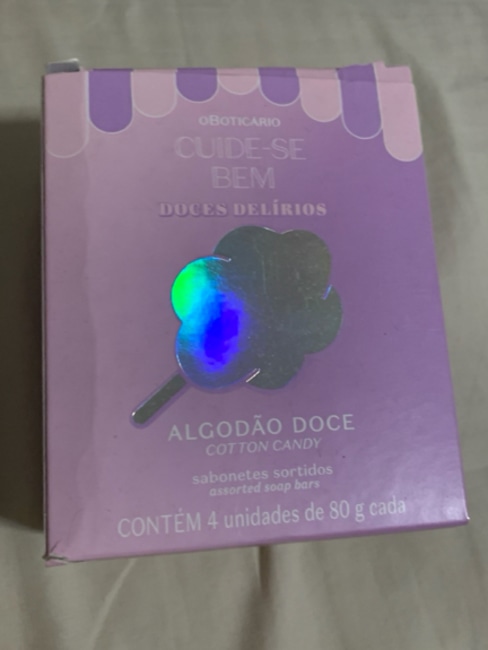 oBOTICÁRIO
CUIDE-SE
BEM
DOCES DELÍRIOS
ALGODÃO DOCE
COTTON CANDY
sabonetes sortidos
assorted soap bars
CONTÉM 4 unidades de 80 g cada